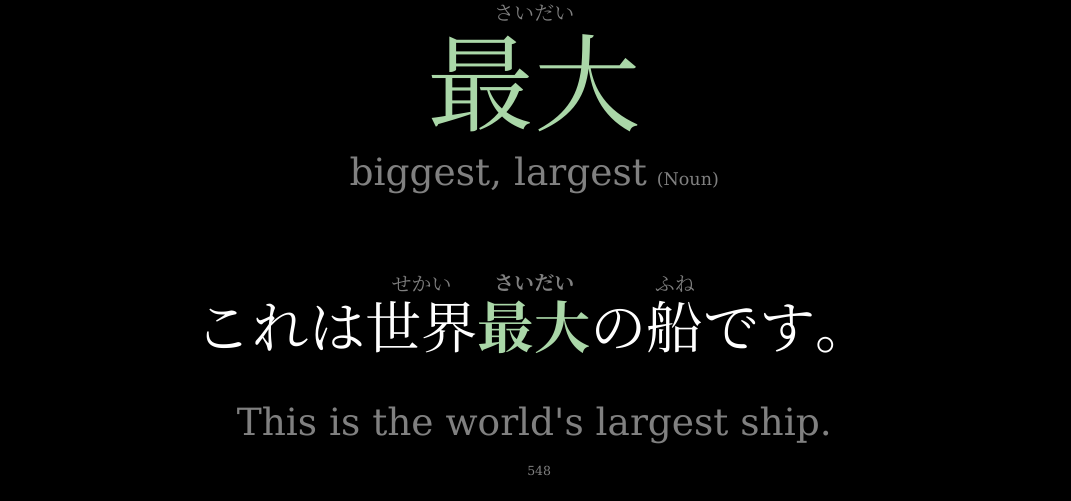 さいだい
最大
biggest, largest (Noun)
せかい さいだい ふね
これは世界最大の船です。
This is the world's largest ship.
548